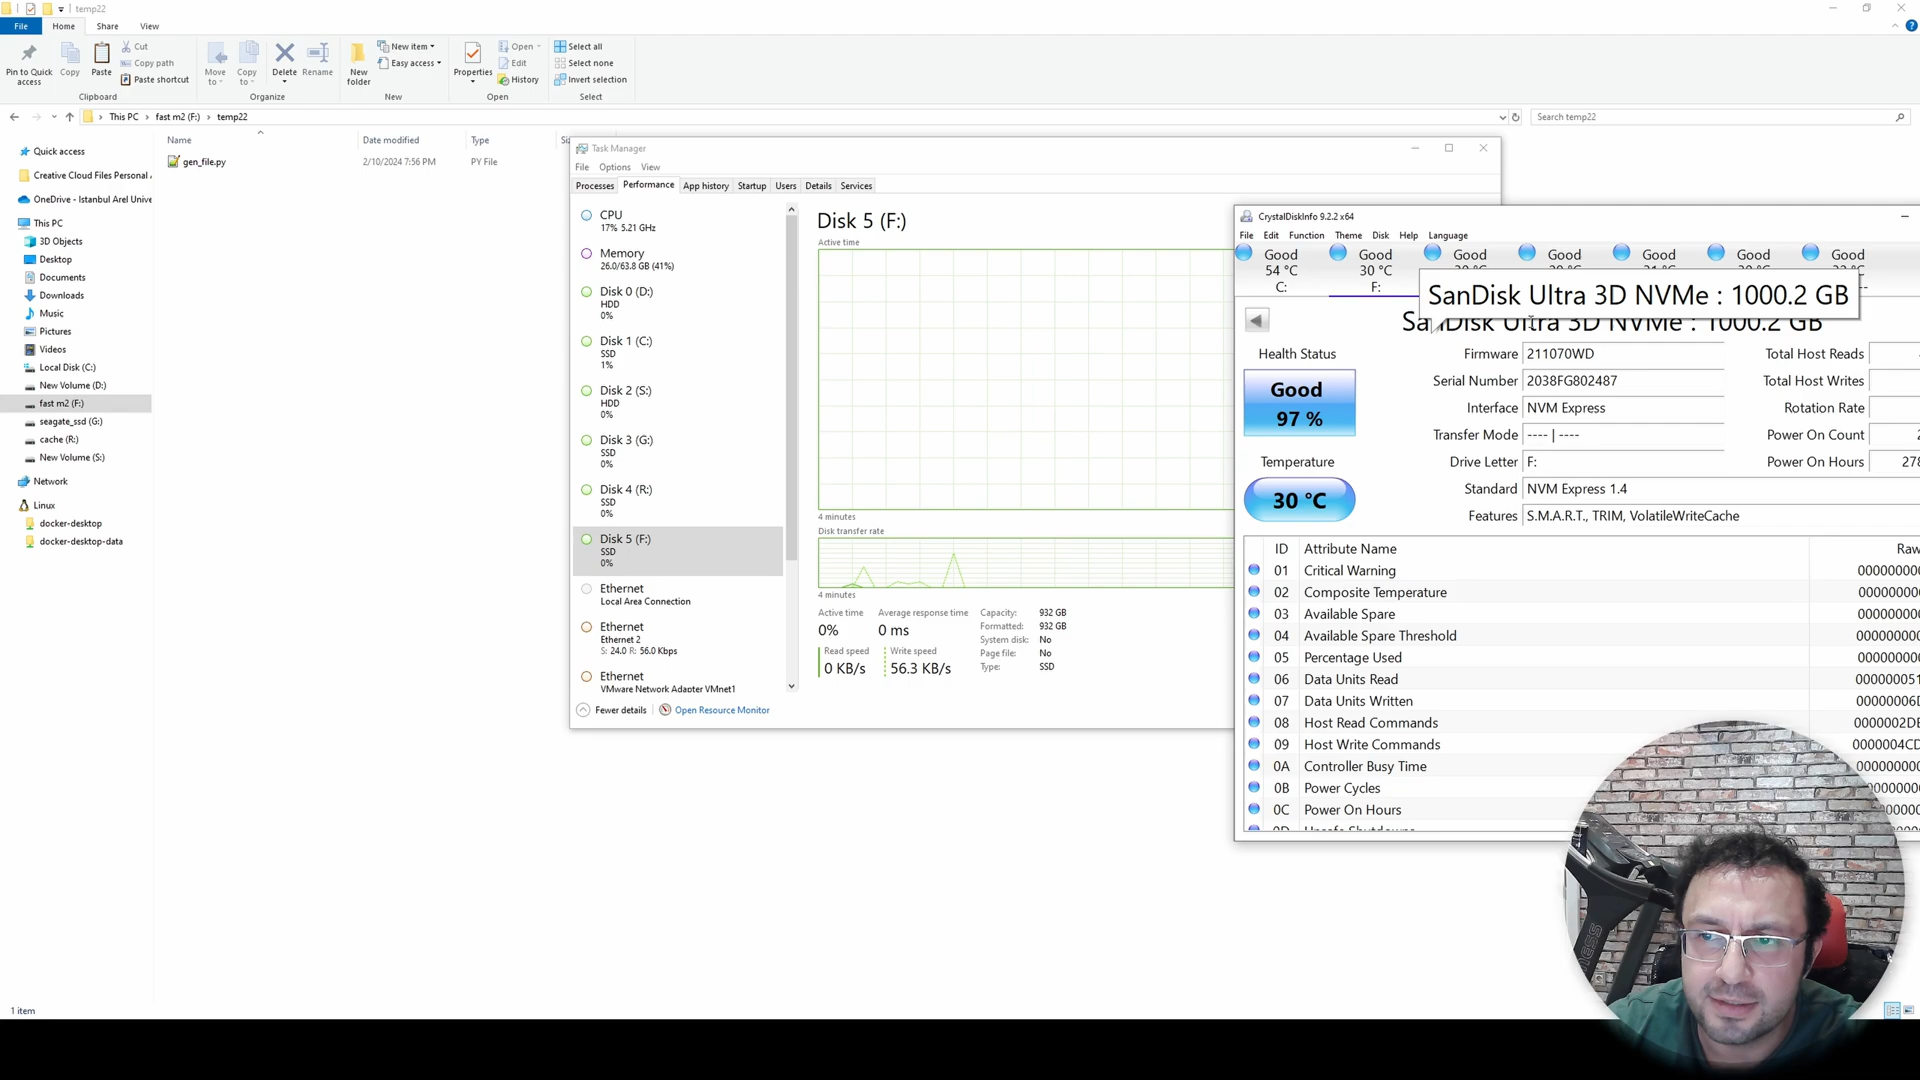 temp22
File
Home
Share
View
Pin to Quick access
Copy
Paste
Cut
Copy path
Paste shortcut
Clipboard
Move to
Copy to
Delete
Rename
Organize
New folder
New item
Easy access
New
Properties
Open
Edit
History
Open
Select all
Select none
Invert selection
Select
This PC > fast m2 (F:) > temp22
Search temp22
Name
Date modified
Type
gen_file.py
2/10/2024 7:56 PM
PY File
Quick access
Creative Cloud Files Personal
OneDrive - Istanbul Arel Unive
This PC
3D Objects
Desktop
Documents
Downloads
Music
Pictures
Videos
Local Disk (C:)
New Volume (D:)
fast m2 (F:)
seagate_ssd (G:)
cache (R:)
New Volume (S:)
Network
Linux
docker-desktop
docker-desktop-data
1 item
Task Manager
File Options View
Processes Performance App history Startup Users Details Services
CPU
17% 5.21 GHz
Memory
26.0/63.8 GB (41%)
Disk 0 (D:)
HDD
0%
Disk 1 (C:)
SSD
1%
Disk 2 (S:)
HDD
0%
Disk 3 (G:)
SSD
0%
Disk 4 (R:)
SSD
0%
Disk 5 (F:)
SSD
0%
Ethernet
Local Area Connection
Ethernet
Ethernet 2
S: 24.0 R: 56.0 Kbps
Ethernet
VMware Network Adapter VMnet1
Fewer details
Open Resource Monitor
Disk 5 (F:)
Active time
4 minutes
Disk transfer rate
4 minutes
Active time
0%
Average response time
0 ms
Read speed
0 KB/s
Write speed
56.3 KB/s
Capacity: 932 GB
Formatted: 932 GB
System disk: No
Page file: No
Type: SSD
CrystalDiskInfo 9.2.2 x64
File Edit Function Theme Disk Help Language
Good Good Good Good Good Good Good
54 °C 30 °C
C: F:
SanDisk Ultra 3D NVMe : 1000.2 GB
SanDisk Ultra 3D NVMe : 1000.2 GB
Health Status
Good
97 %
Temperature
30 °C
Firmware 211070WD
Serial Number 2038FG802487
Interface NVM Express
Transfer Mode ---- | ----
Drive Letter F:
Standard NVM Express 1.4
Features S.M.A.R.T., TRIM, VolatileWriteCache
Total Host Reads
Total Host Writes
Rotation Rate
Power On Count 2
Power On Hours 278
ID Attribute Name Raw
01 Critical Warning
02 Composite Temperature
03 Available Spare
04 Available Spare Threshold
05 Percentage Used
06 Data Units Read
07 Data Units Written
08 Host Read Commands
09 Host Write Commands
0A Controller Busy Time
0B Power Cycles
0C Power On Hours